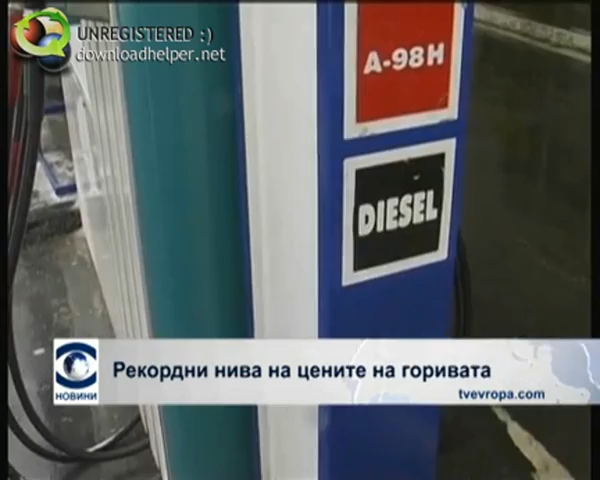 UNREGISTERED :)
downloadhelper.net
A-98H
DIESEL
Рекордни нива на цените на горивата
НОВИНИ
tvevropa.com